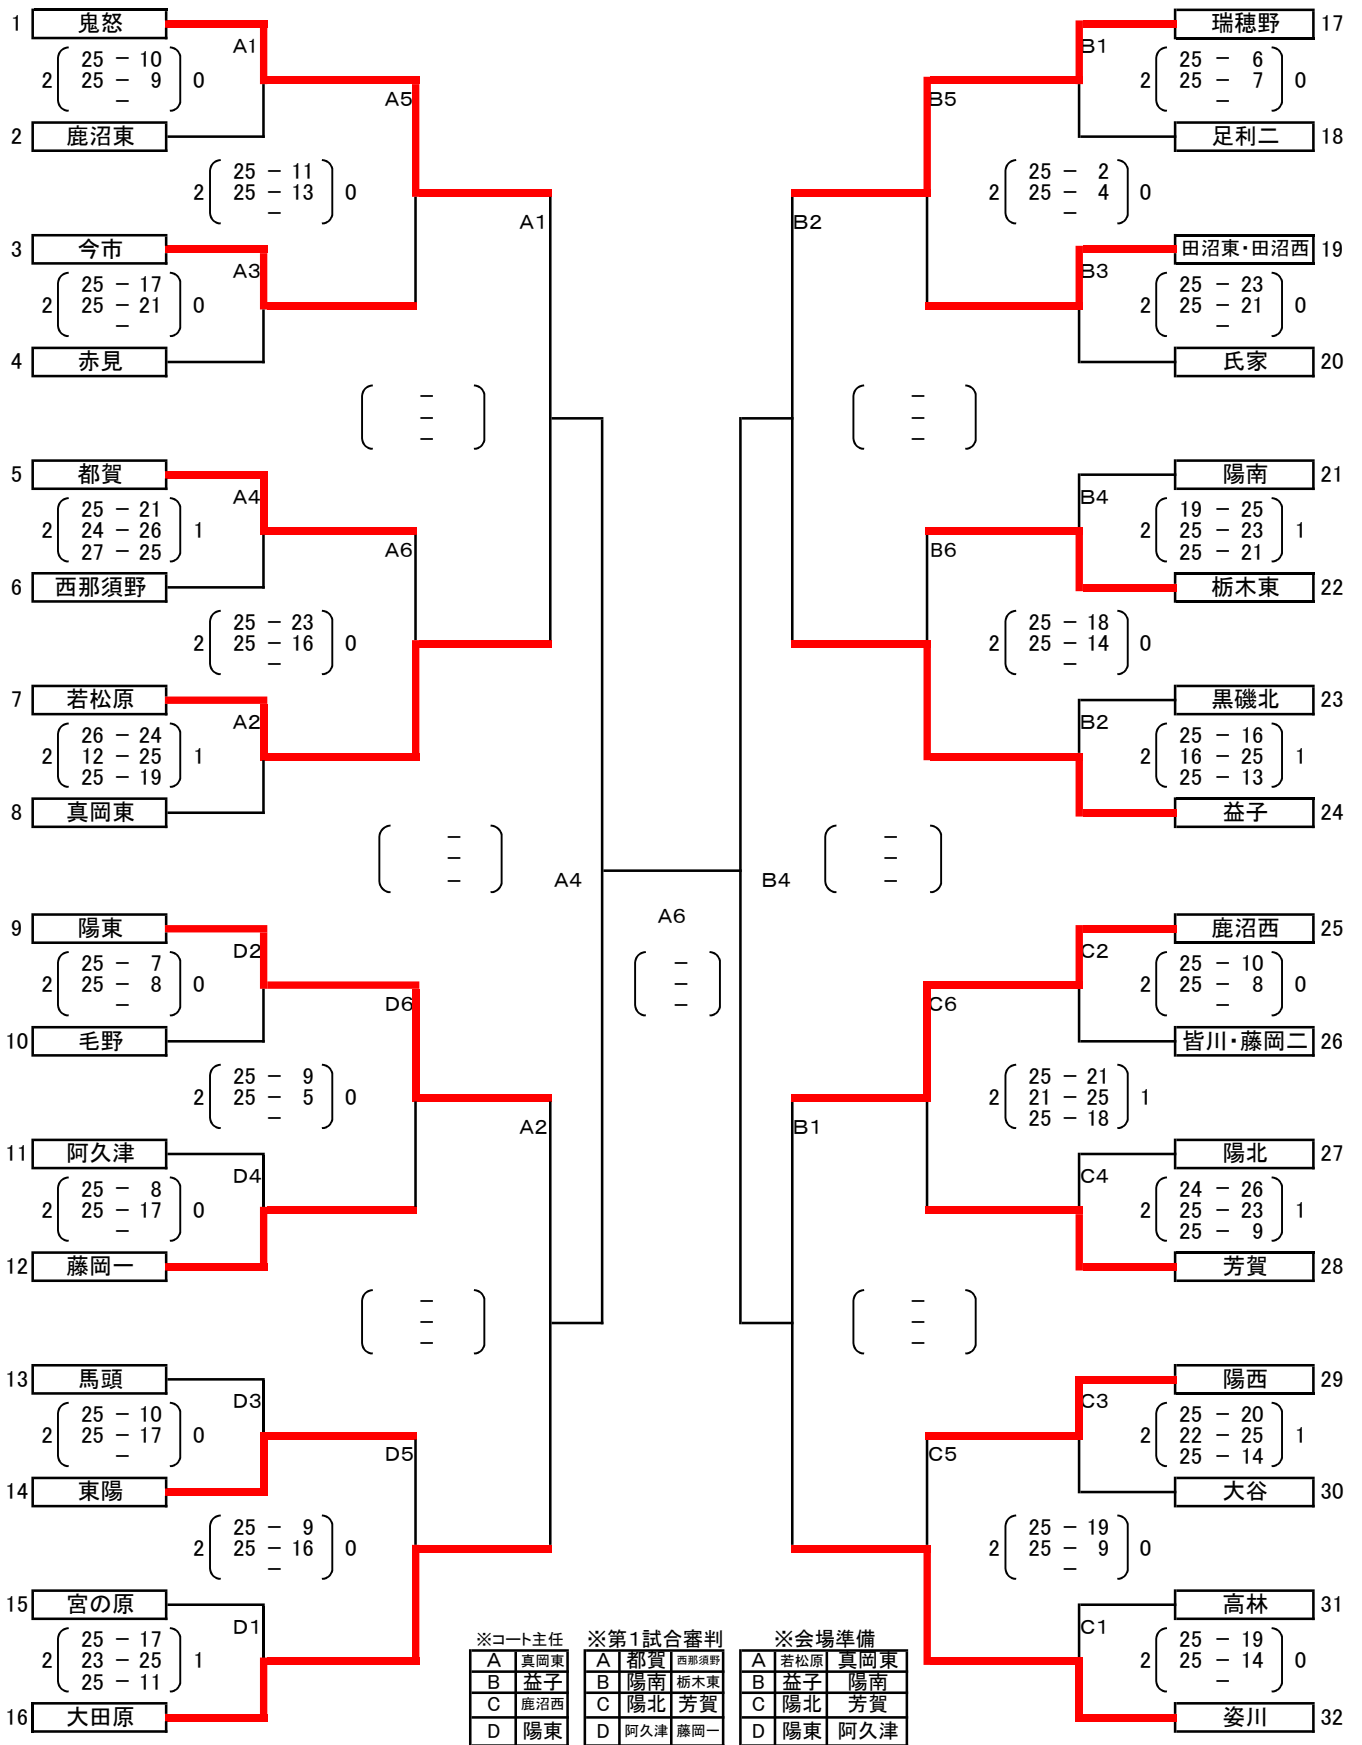 1 鬼怒
A1
25 － 10
2 25 － 9 0
－
2 鹿沼東
A5
25 － 11
2 25 － 13 0
－
3 今市
A3
25 － 17
2 25 － 21 0
－
4 赤見
A1
－
－
－
5 都賀
A4
25 － 21
2 24 － 26 1
27 － 25
6 西那須野
A6
25 － 23
2 25 － 16 0
－
7 若松原
A2
26 － 24
2 12 － 25 1
25 － 19
8 真岡東
－
－
－
A4
9 陽東
D2
25 － 7
2 25 － 8 0
－
10 毛野
D6
25 － 9
2 25 － 5 0
－
11 阿久津
D4
25 － 8
2 25 － 17 0
－
12 藤岡一
A2
－
－
－
13 馬頭
D3
25 － 10
2 25 － 17 0
－
14 東陽
D5
25 － 9
2 25 － 16 0
－
15 宮の原
D1
25 － 17
2 23 － 25 1
25 － 11
16 大田原
A6
－
－
－
瑞穂野 17
B1
25 － 6
2 25 － 7 0
－
足利二 18
B5
25 － 2
2 25 － 4 0
－
田沼東・田沼西 19
B3
25 － 23
2 25 － 21 0
－
氏家 20
B2
－
－
－
陽南 21
B4
19 － 25
2 25 － 23 1
25 － 21
栃木東 22
B6
25 － 18
2 25 － 14 0
－
黒磯北 23
B2
25 － 16
2 16 － 25 1
25 － 13
益子 24
B4
－
－
－
鹿沼西 25
C2
25 － 10
2 25 － 8 0
－
皆川・藤岡二 26
C6
25 － 21
2 21 － 25 1
25 － 18
陽北 27
C4
24 － 26
2 25 － 23 1
25 － 9
芳賀 28
B1
－
－
－
陽西 29
C3
25 － 20
2 22 － 25 1
25 － 14
大谷 30
C5
25 － 19
2 25 － 9 0
－
高林 31
C1
25 － 19
2 25 － 14 0
－
姿川 32
※コート主任
A 真岡東
B 益子
C 鹿沼西
D 陽東
※第1試合審判
A 都賀 西那須野
B 陽南 栃木東
C 陽北 芳賀
D 阿久津 藤岡一
※会場準備
A 若松原 真岡東
B 益子 陽南
C 陽北 芳賀
D 陽東 阿久津